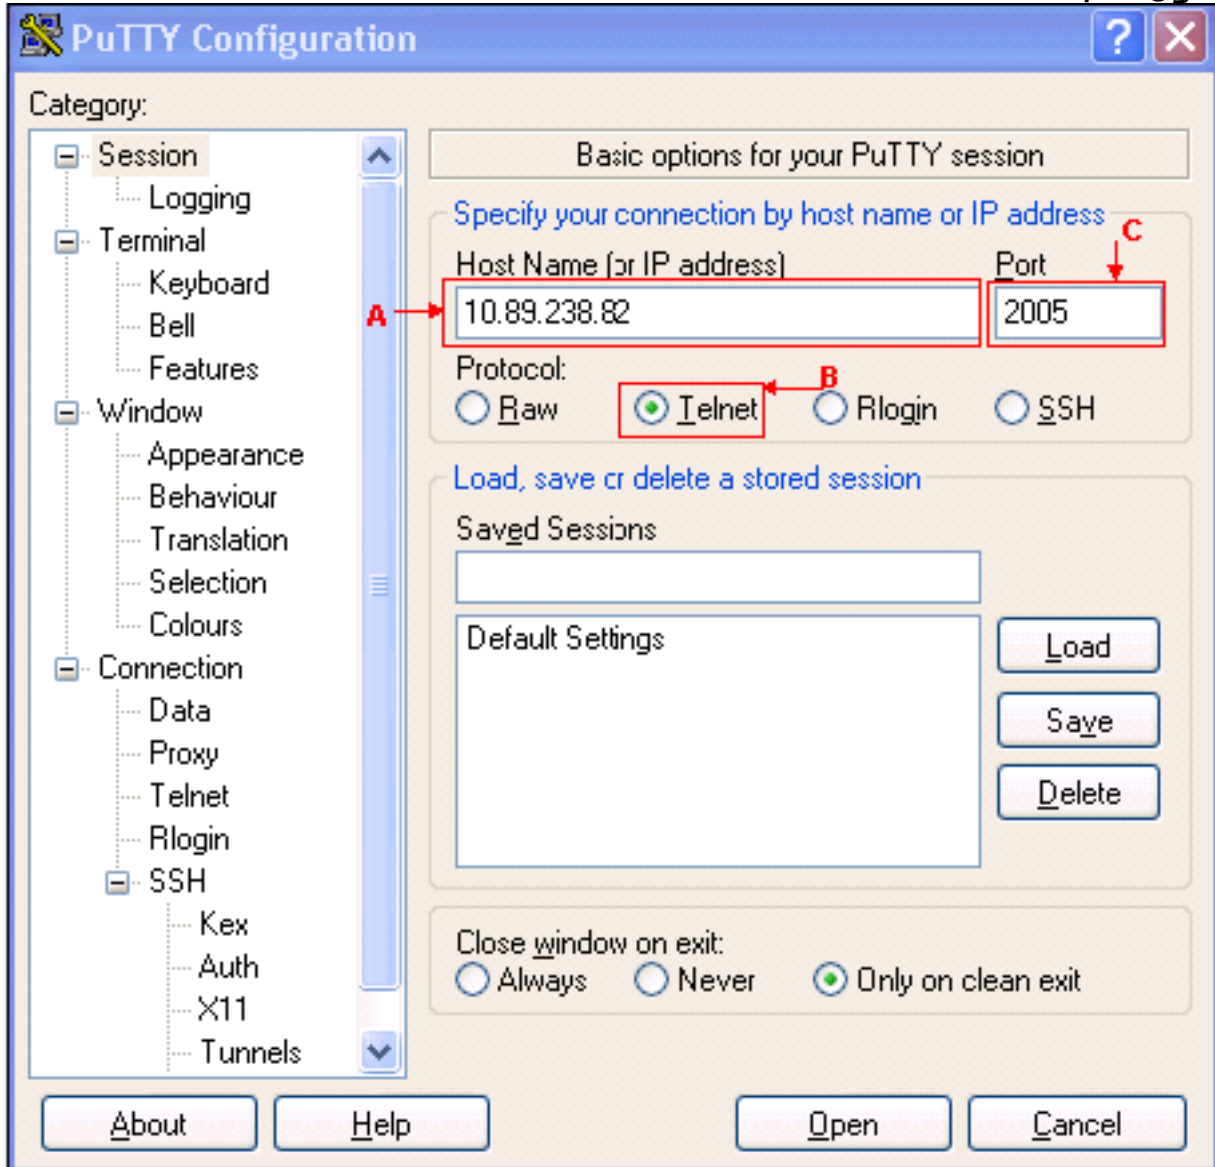 PuTTY Configuration
Category:
Session
Logging
Terminal
Keyboard
Bell
Features
Window
Appearance
Behaviour
Translation
Selection
Colours
Connection
Data
Proxy
Telnet
Rlogin
SSH
Kex
Auth
X11
Tunnels
Basic options for your PuTTY session
Specify your connection by host name or IP address
C
Host Name (or IP address)
Port
A
10.89.238.82
2005
Protocol:
B
Raw
Telnet
Rlogin
SSH
Load, save or delete a stored session
Saved Sessions
Default Settings
Load
Save
Delete
Close window on exit:
Always
Never
Only on clean exit
About
Help
Open
Cancel